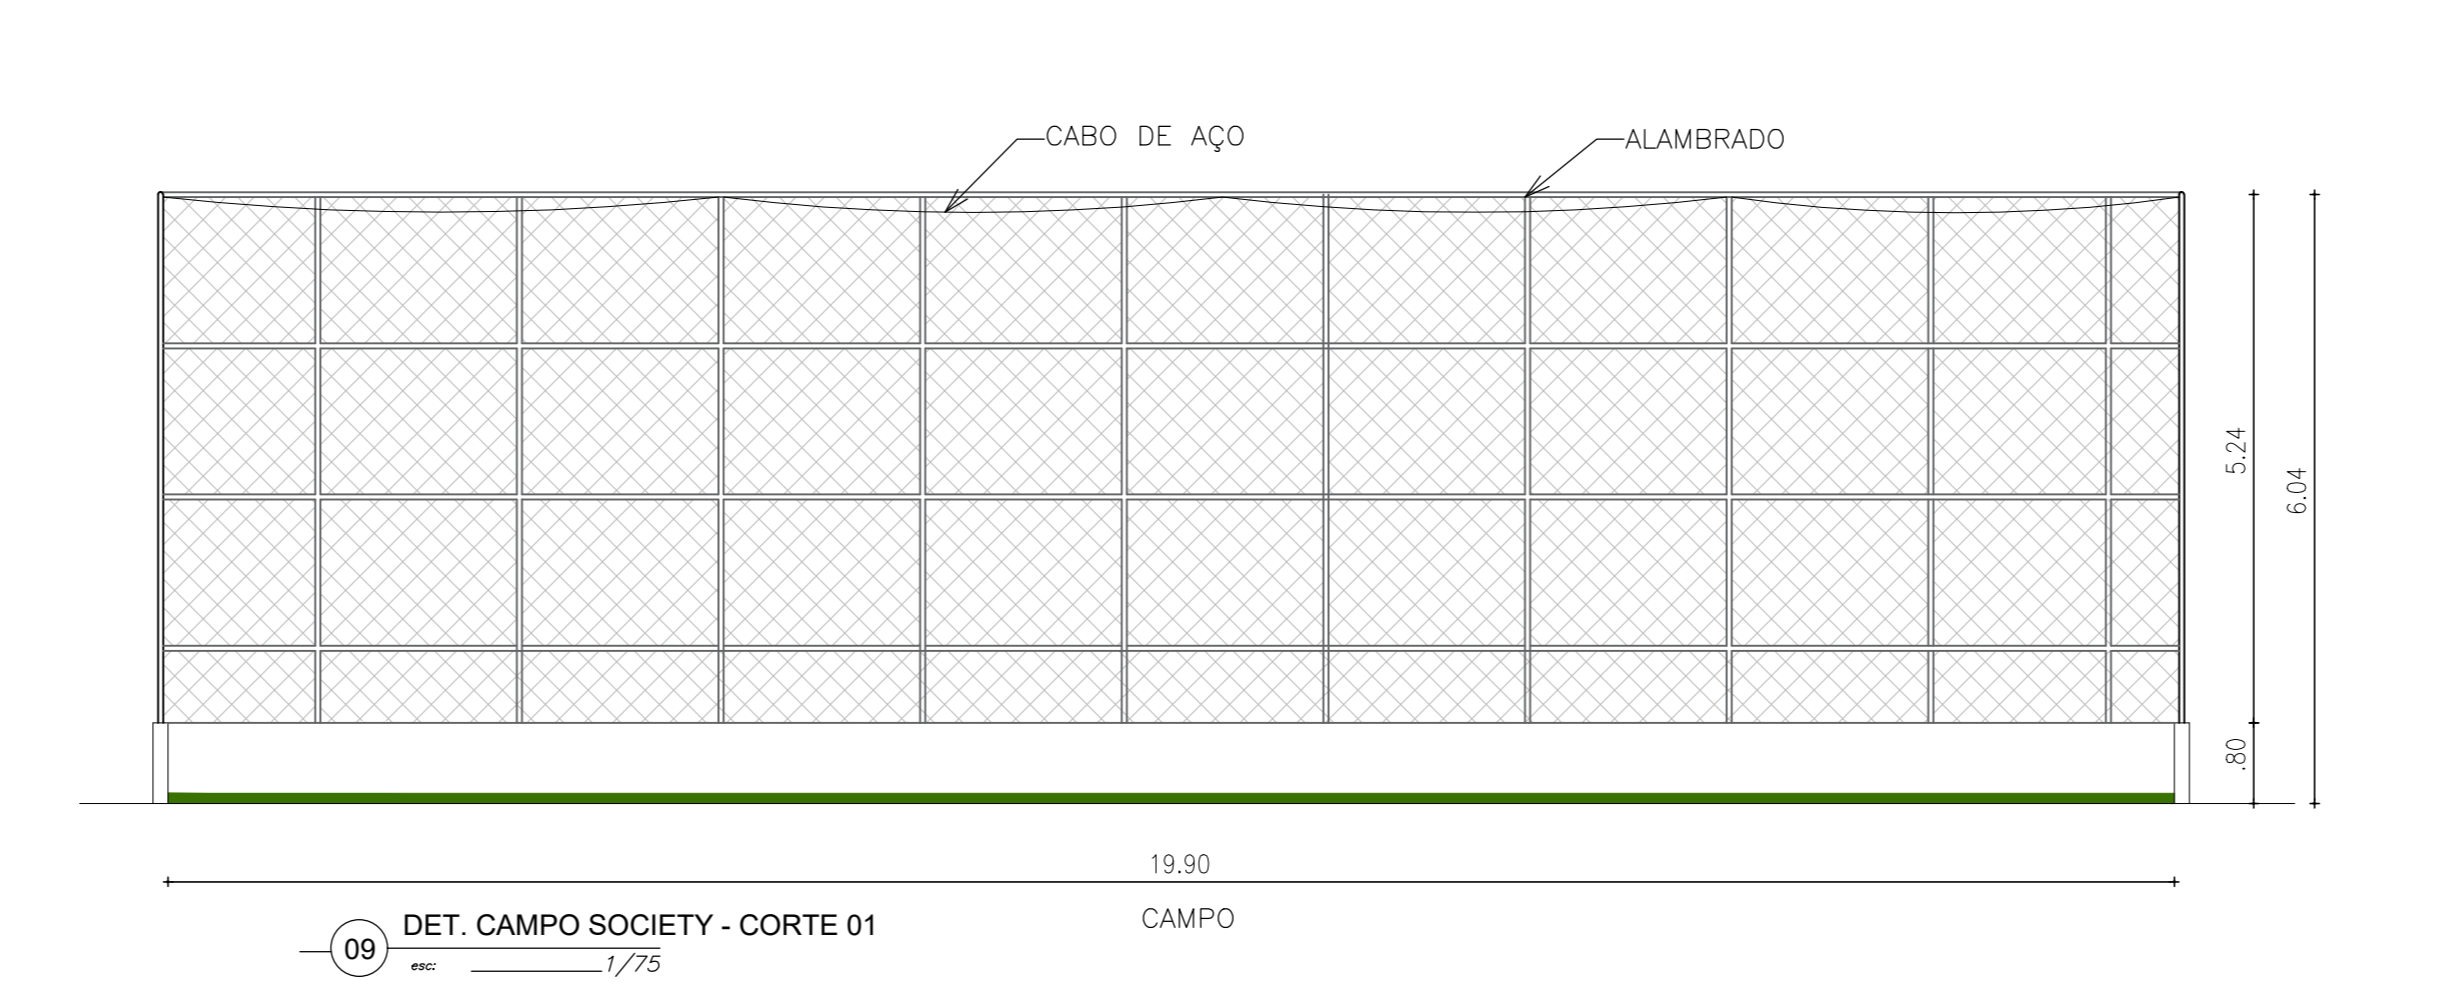 CABO DE AÇO
ALAMBRADO
5.24
6.04
.80
19.90
CAMPO
09
DET. CAMPO SOCIETY - CORTE 01
esc: 1/75